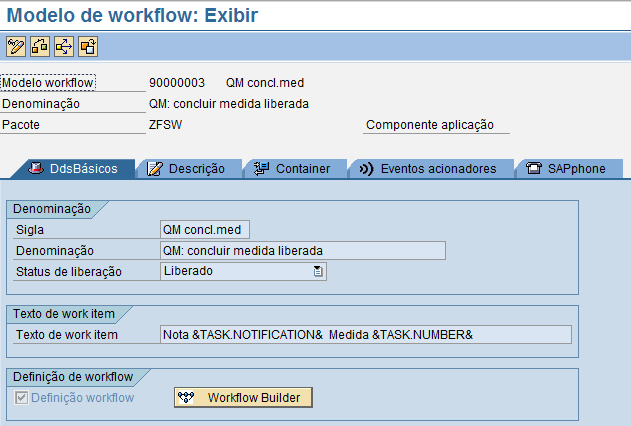 Modelo de workflow: Exibir
Modelo workflow 90000003 QM concl.med
Denominação QM: concluir medida liberada
Pacote ZFSW Componente aplicação
DdsBásicos Descrição Container Eventos acionadores SAPphone
Denominação
Sigla QM concl.med
Denominação QM: concluir medida liberada
Status de liberação Liberado
Texto de work item
Texto de work item Nota &TASK.NOTIFICATION& Medida &TASK.NUMBER&
Definição de workflow
Definição workflow Workflow Builder